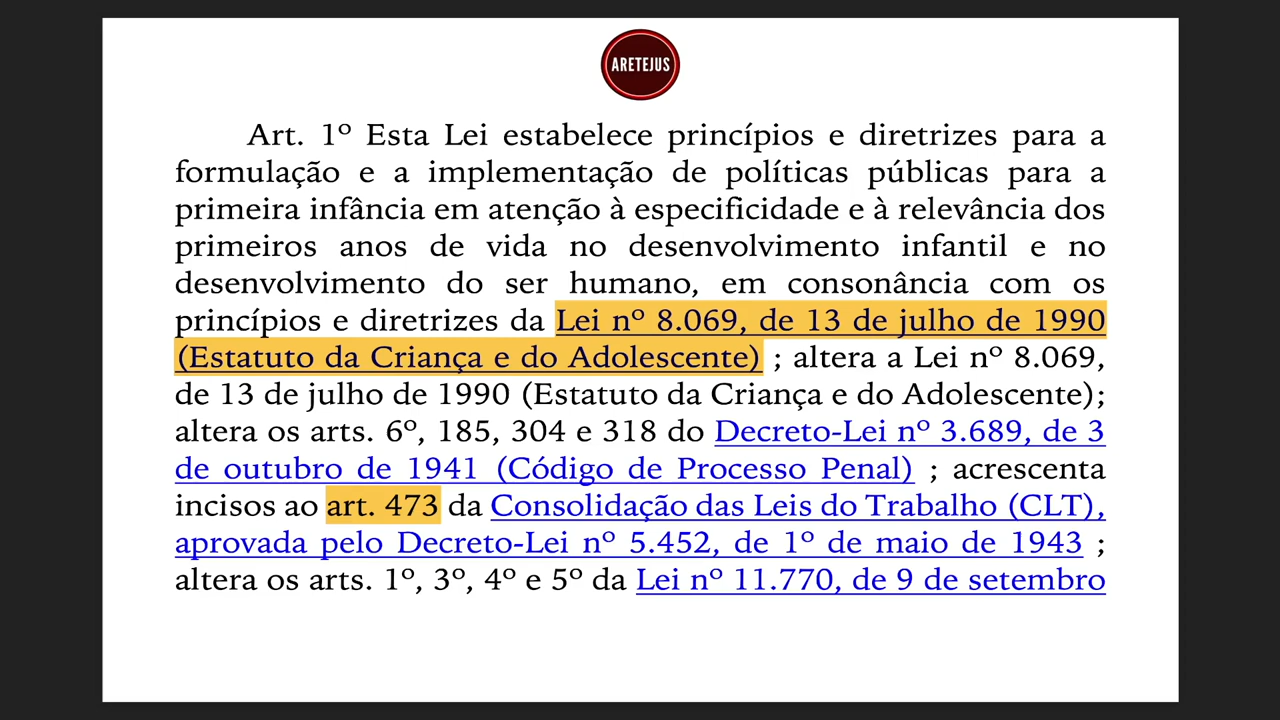 ARETEJUS
Art. 1º Esta Lei estabelece princípios e diretrizes para a
formulação e a implementação de políticas públicas para a
primeira infância em atenção à especificidade e à relevância dos
primeiros anos de vida no desenvolvimento infantil e no
desenvolvimento do ser humano, em consonância com os
princípios e diretrizes da Lei nº 8.069, de 13 de julho de 1990
(Estatuto da Criança e do Adolescente) ; altera a Lei nº 8.069,
de 13 de julho de 1990 (Estatuto da Criança e do Adolescente);
altera os arts. 6º, 185, 304 e 318 do Decreto-Lei nº 3.689, de 3
de outubro de 1941 (Código de Processo Penal) ; acrescenta
incisos ao art. 473 da Consolidação das Leis do Trabalho (CLT),
aprovada pelo Decreto-Lei nº 5.452, de 1º de maio de 1943 ;
altera os arts. 1º, 3º, 4º e 5º da Lei nº 11.770, de 9 de setembro